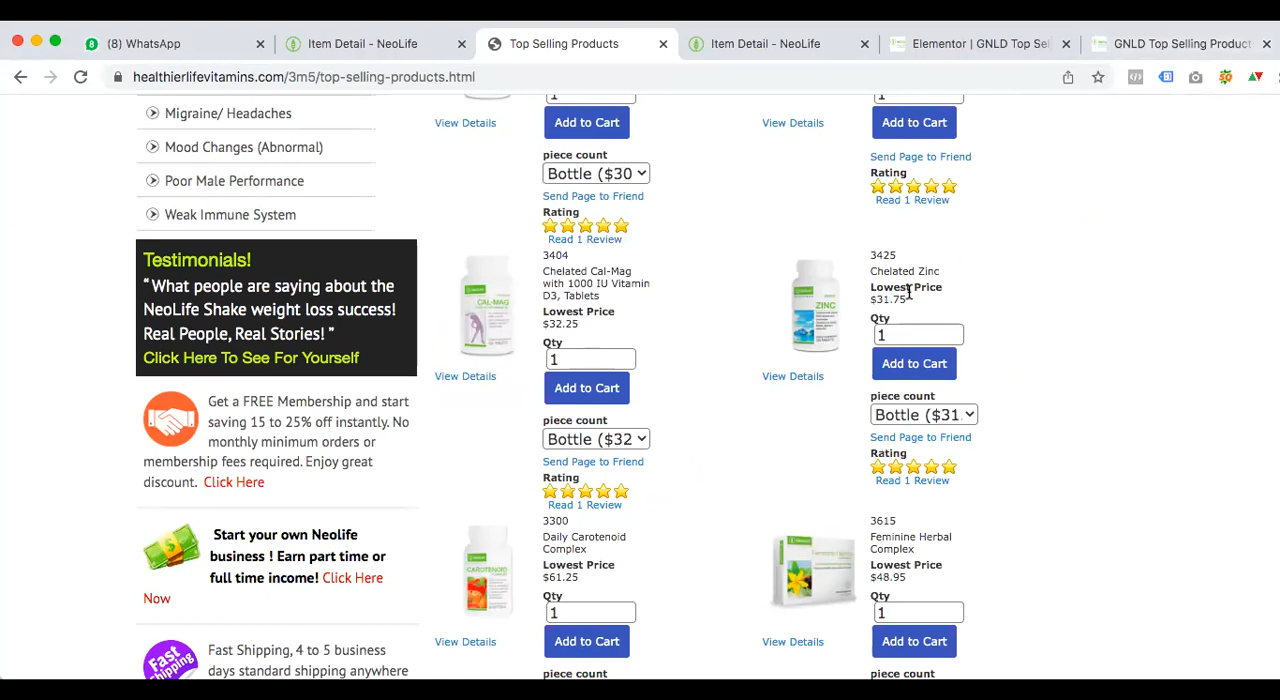 (8) WhatsApp
Item Detail - NeoLife
Top Selling Products
Item Detail - NeoLife
Elementor | GNLD Top Sel
GNLD Top Selling Product
healthierlifevitamins.com/3m5/top-selling-products.html
Migraine/ Headaches
Mood Changes (Abnormal)
Poor Male Performance
Weak Immune System
Testimonials!
“What people are saying about the
NeoLife Shake weight loss success!
Real People, Real Stories! ”
Click Here To See For Yourself
Get a FREE Membership and start
saving 15 to 25% off instantly. No
monthly minimum orders or
membership fees required. Enjoy great
discount. Click Here
Start your own Neolife
business ! Earn part time or
full time income! Click Here
Now
Fast Shipping
Fast Shipping, 4 to 5 business
days standard shipping anywhere
1
View Details
Add to Cart
piece count
Bottle ($30
Send Page to Friend
Rating
Read 1 Review
1
View Details
Add to Cart
Send Page to Friend
Rating
Read 1 Review
CAL-MAG
3404
Chelated Cal-Mag
with 1000 IU Vitamin
D3, Tablets
Lowest Price
$32.25
Qty
1
View Details
Add to Cart
piece count
Bottle ($32
Send Page to Friend
Rating
Read 1 Review
ZINC
3425
Chelated Zinc
Lowest Price
$31.75
Qty
1
Add to Cart
View Details
piece count
Bottle ($31.
Send Page to Friend
Rating
Read 1 Review
CAROTENOID
3300
Daily Carotenoid
Complex
Lowest Price
$61.25
Qty
1
View Details
Add to Cart
piece count
3615
Feminine Herbal
Complex
Lowest Price
$48.95
Qty
1
View Details
Add to Cart
piece count